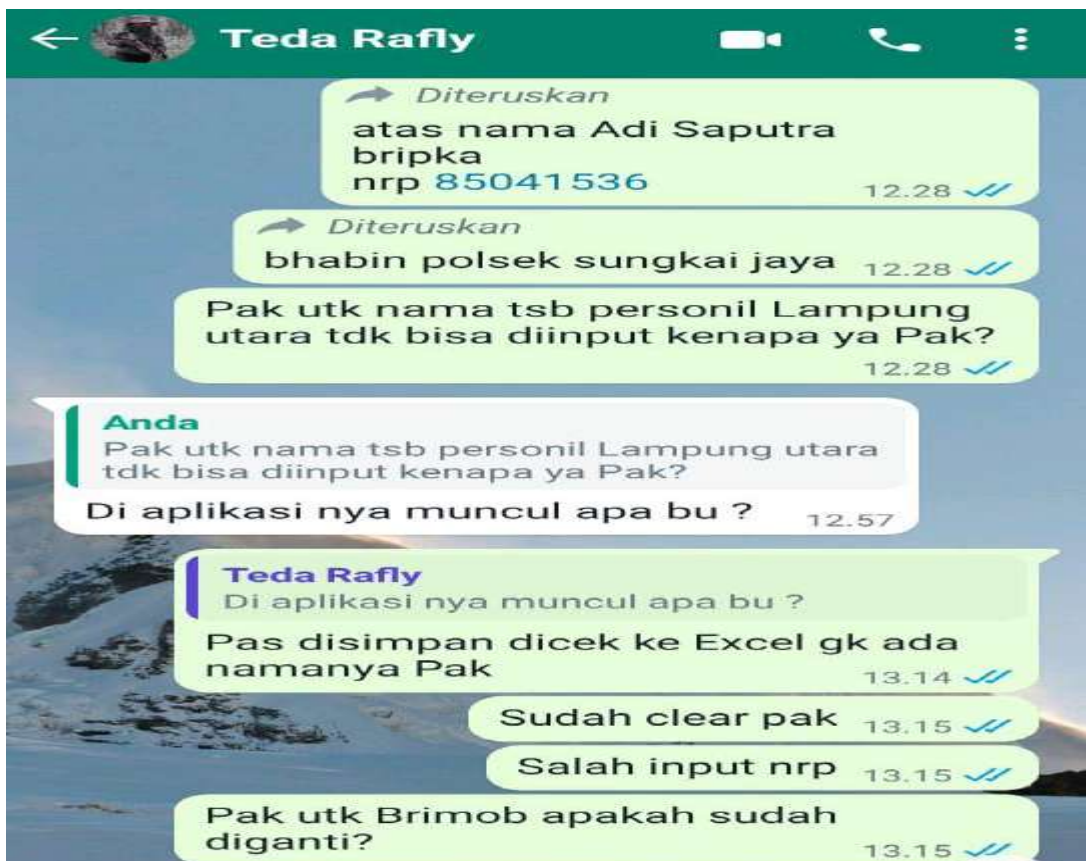 Teda Rafly
Diteruskan
atas nama Adi Saputra
bripka
nrp 85041536
12.28
Diteruskan
bhabin polsek sungkai jaya 12.28
Pak utk nama tsb personil Lampung
utara tdk bisa diinput kenapa ya Pak?
12.28
Anda
Pak utk nama tsb personil Lampung utara
tdk bisa diinput kenapa ya Pak?
Di aplikasi nya muncul apa bu ? 12.57
Teda Rafly
Di aplikasi nya muncul apa bu ?
Pas disimpan dicek ke Excel gk ada
namanya Pak
13.14
Sudah clear pak 13.15
Salah input nrp 13.15
Pak utk Brimob apakah sudah
diganti?
13.15